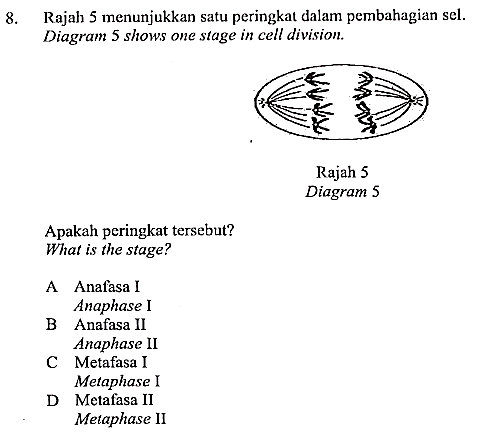 8. Rajah 5 menunjukkan satu peringkat dalam pembahagian sel.
Diagram 5 shows one stage in cell division.
Rajah 5
Diagram 5
Apakah peringkat tersebut?
What is the stage?
A Anafasa I
Anaphase I
B Anafasa II
Anaphase II
C Metafasa I
Metaphase I
D Metafasa II
Metaphase II